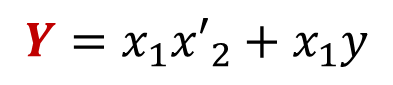 Y = x₁x'₂ + x₁y